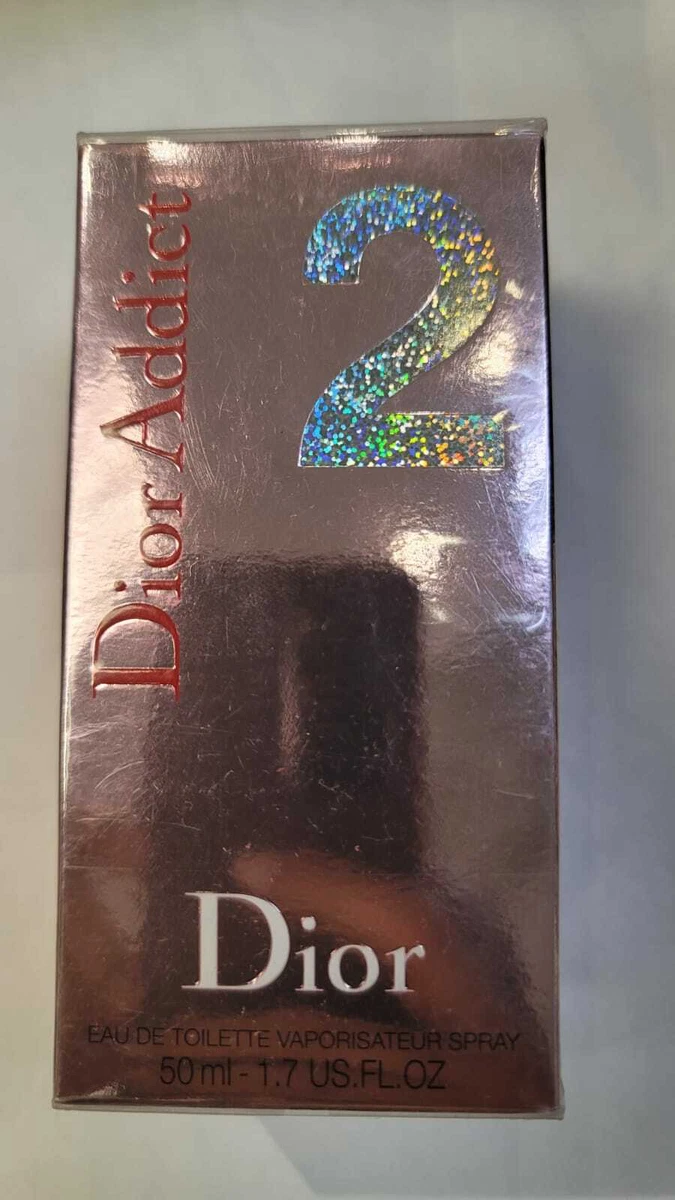 Dior Addict
2
Dior
EAU DE TOILETTE VAPORISATEUR SPRAY
50 ml - 1.7 US.FL.OZ